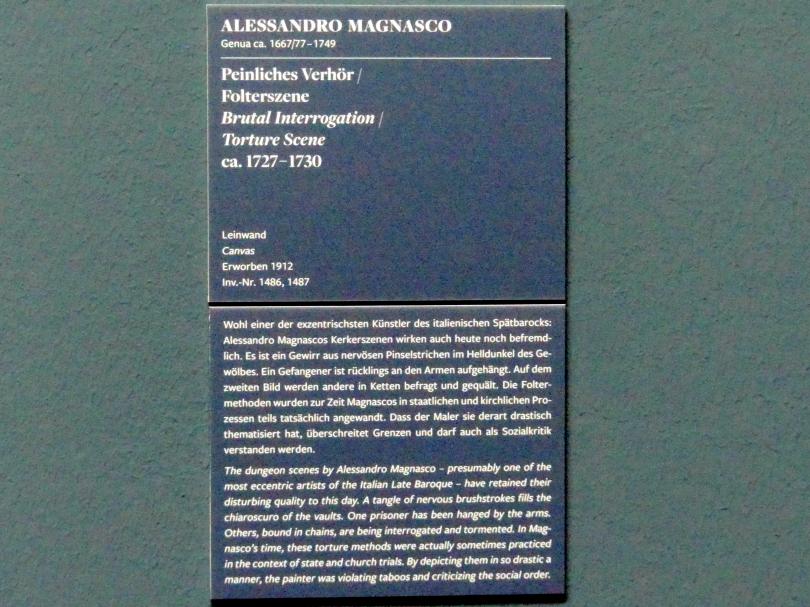 ALESSANDRO MAGNASCO
Genua ca. 1667/77–1749
Peinliches Verhör /
Folterszene
Brutal Interrogation /
Torture Scene
ca. 1727–1730
Leinwand
Canvas
Erworben 1912
Inv.-Nr. 1486, 1487
Wohl einer der exzentrischsten Künstler des italienischen Spätbarocks:
Alessandro Magnascos Kerkerszenen wirken auch heute noch befremd-
lich. Es ist ein Gewirr aus nervösen Pinselstrichen im Helldunkel des Ge-
wölbes. Ein Gefangener ist rücklings an den Armen aufgehängt. Auf dem
zweiten Bild werden andere in Ketten befragt und gequält. Die Folter-
methoden wurden zur Zeit Magnascos in staatlichen und kirchlichen Pro-
zessen teils tatsächlich angewandt. Dass der Maler sie derart drastisch
thematisiert hat, überschreitet Grenzen und darf auch als Sozialkritik
verstanden werden.
The dungeon scenes by Alessandro Magnasco – presumably one of the
most eccentric artists of the Italian Late Baroque – have retained their
disturbing quality to this day. A tangle of nervous brushstrokes fills the
chiaroscuro of the vaults. One prisoner has been hanged by the arms.
Others, bound in chains, are being interrogated and tormented. In Mag-
nasco's time, these torture methods were actually sometimes practiced
in the context of state and church trials. By depicting them in so drastic a
manner, the painter was violating taboos and criticizing the social order.